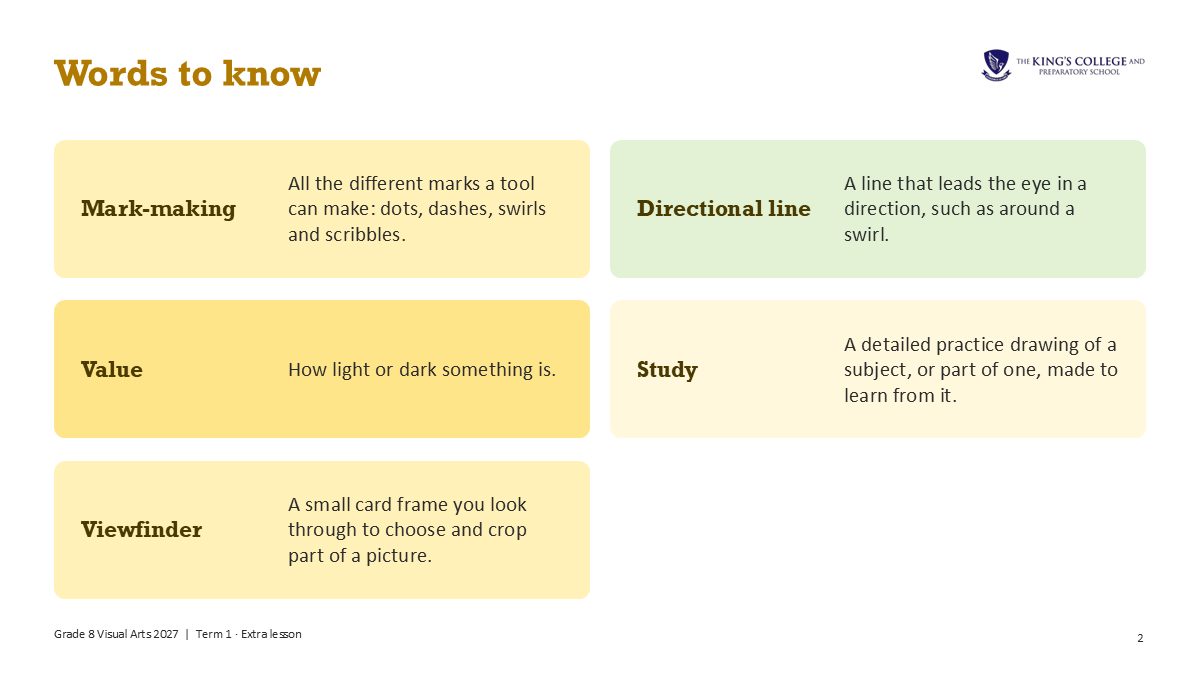 Words to know
THE KING'S COLLEGE AND
PREPARATORY SCHOOL
Mark-making
All the different marks a tool
can make: dots, dashes, swirls
and scribbles.
Directional line
A line that leads the eye in a
direction, such as around a
swirl.
Value
How light or dark something is.
Study
A detailed practice drawing of a
subject, or part of one, made to
learn from it.
Viewfinder
A small card frame you look
through to choose and crop
part of a picture.
Grade 8 Visual Arts 2027 | Term 1 · Extra lesson
2